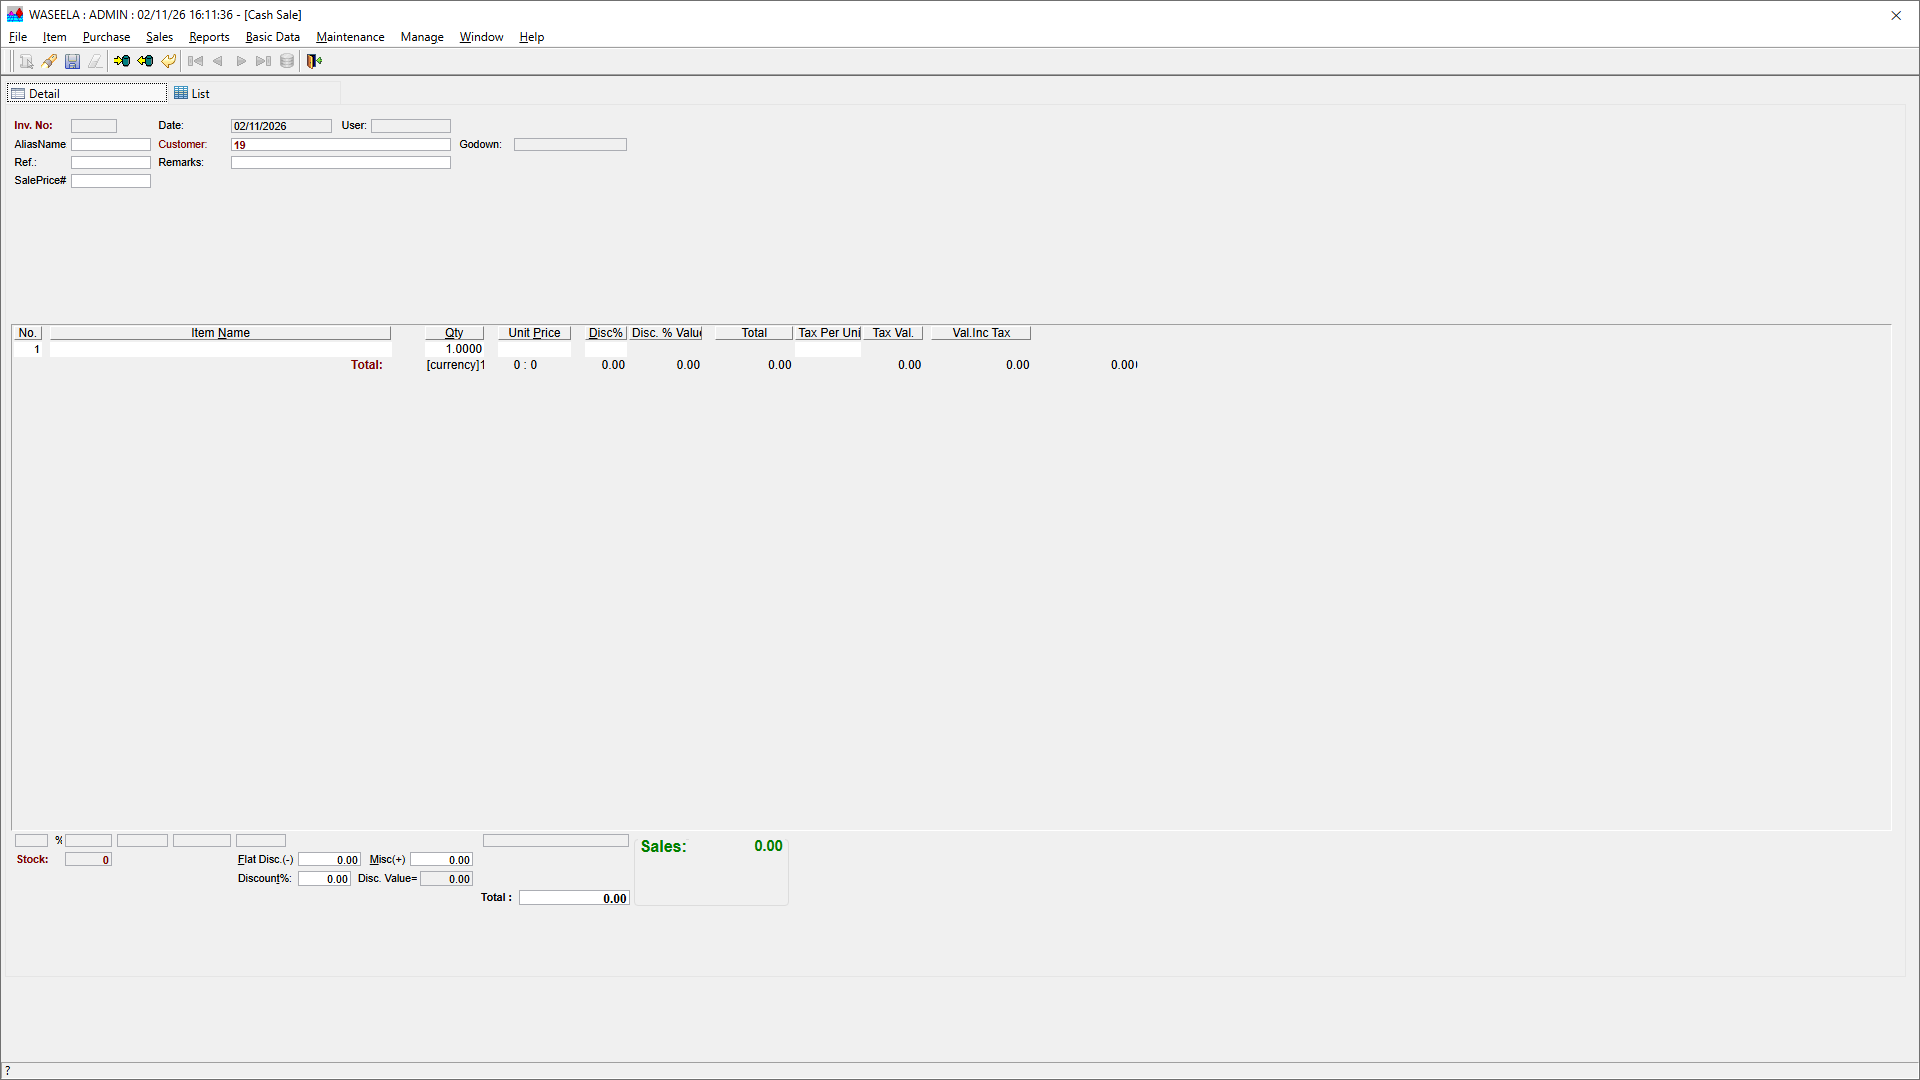 WASEELA : ADMIN : 02/11/26 16:11:36 - [Cash Sale]
File Item Purchase Sales Reports Basic Data Maintenance Manage Window Help
Detail List
Inv. No: Date: 02/11/2026 User:
AliasName Customer: 19 Godown:
Ref.: Remarks:
SalePrice#
No. Item Name Qty Unit Price Disc% Disc. % Valu Total Tax Per Uni Tax Val. Val.Inc Tax
1 1.0000
Total: [currency]1 0 : 0 0.00 0.00 0.00 0.00 0.00 0.00
%
Sales: 0.00
Stock: 0 Flat Disc.(-) 0.00 Misc(+) 0.00
Discount%: 0.00 Disc. Value= 0.00
Total : 0.00
?